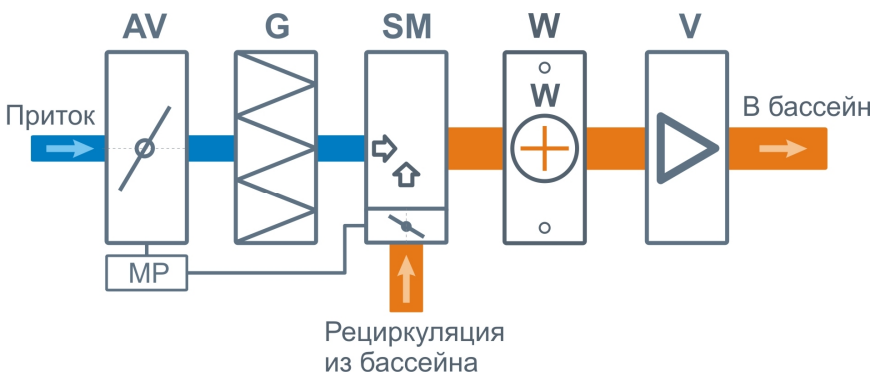 AV G SM W V
Приток
W
В бассейн
MP
Рециркуляция
из бассейна